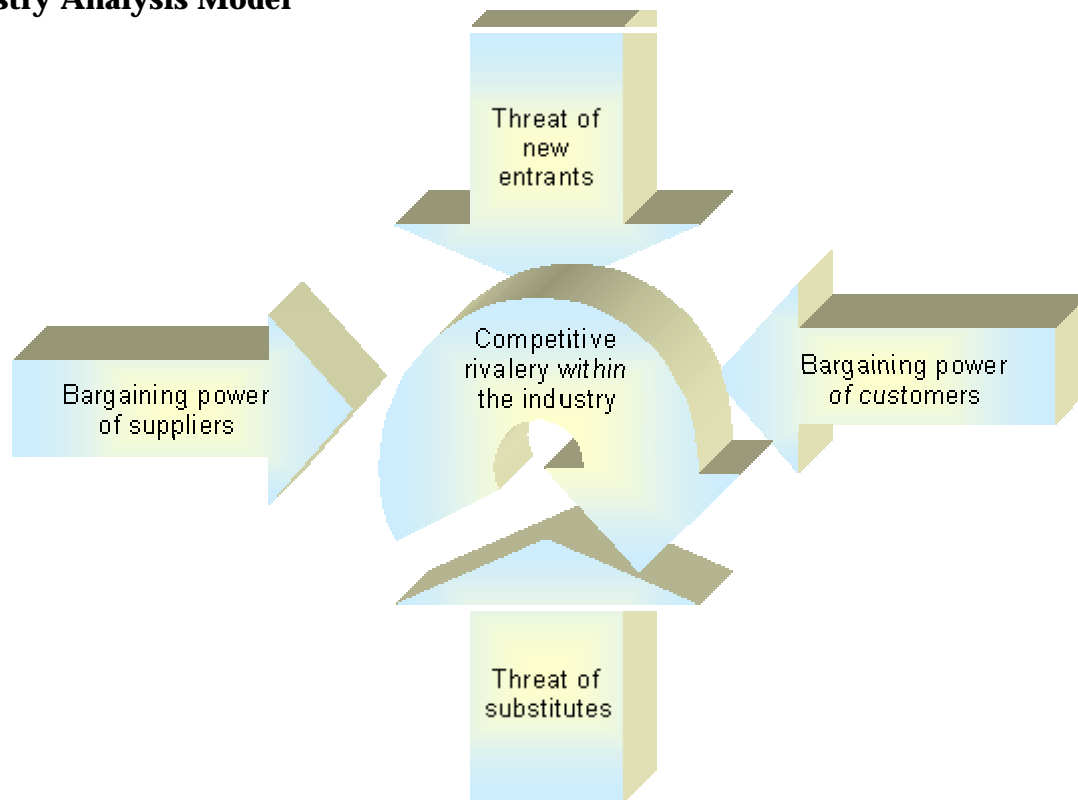 stry Analysis Model
Threat of
new
entrants
Competitive
rivalery within
the industry
Bargaining power
of suppliers
Bargaining power
of customers
Threat of
substitutes